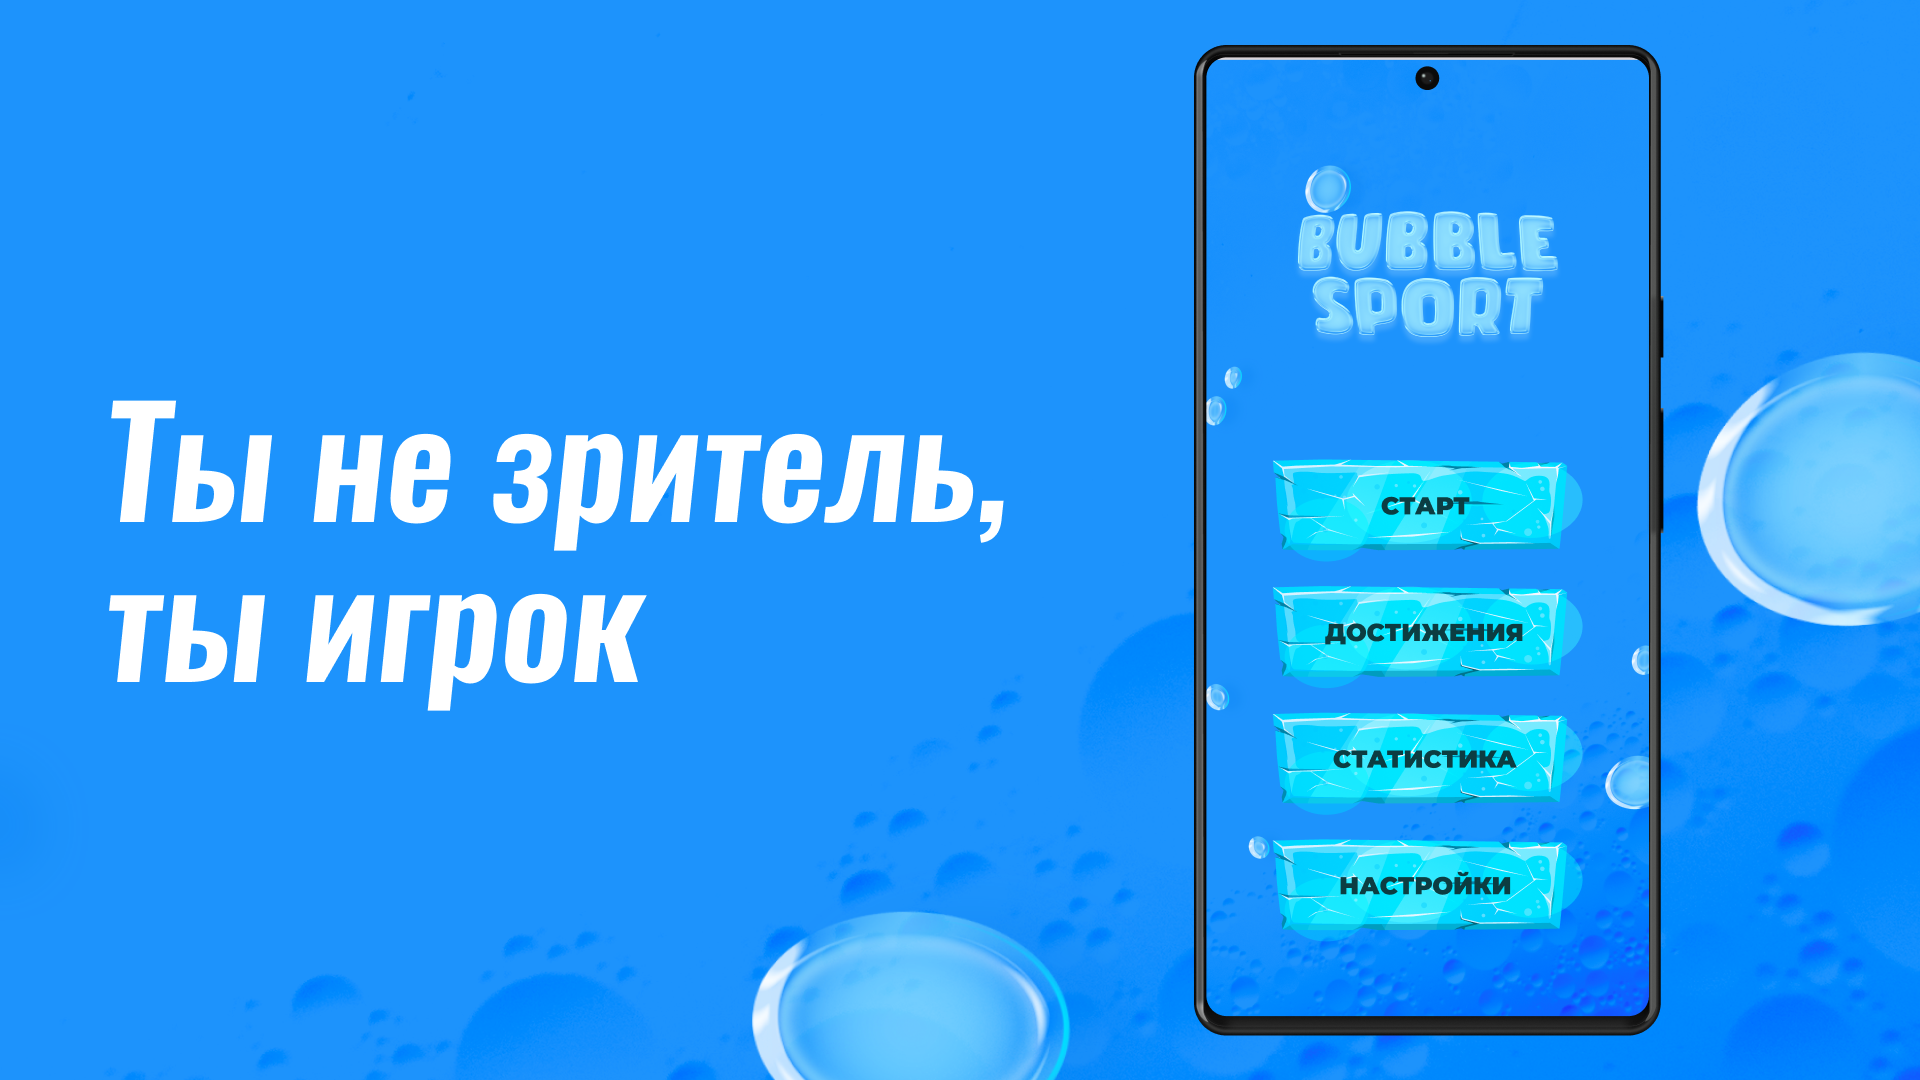 Ты не зритель,
ты игрок
BUBBLE
SPORT
СТАРТ
ДОСТИЖЕНИЯ
СТАТИСТИКА
НАСТРОЙКИ